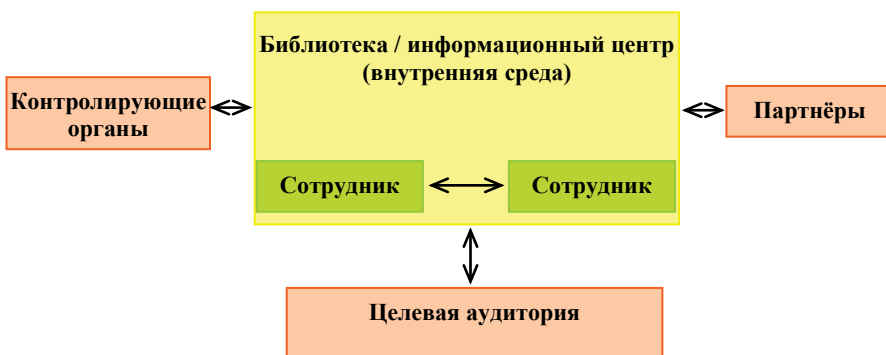 Библиотека / информационный центр
(внутренняя среда)
Контролирующие
органы
Партнёры
Сотрудник
Сотрудник
Целевая аудитория